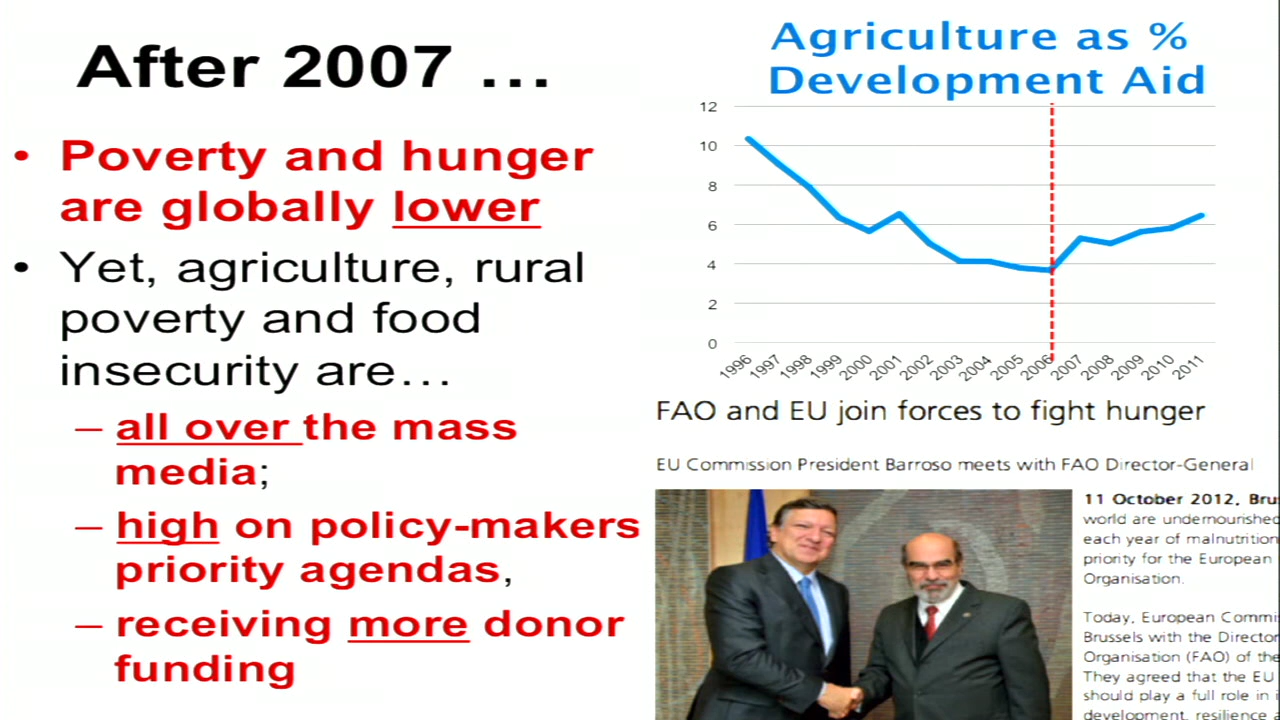 After 2007 …
• Poverty and hunger
are globally lower
• Yet, agriculture, rural
poverty and food
insecurity are…
– all over the mass
media;
– high on policy-makers
priority agendas,
– receiving more donor
funding
Agriculture as %
Development Aid
12
10
8
6
4
2
0
1996
1997
1998
1999
2000
2001
2002
2003
2004
2005
2006
2007
2008
2009
2010
2011
FAO and EU join forces to fight hunger
EU Commission President Barroso meets with FAO Director-General
11 October 2012, Bru
world are undernourished
each year of malnutrition
priority for the European
Organisation.
Today, European Commi
Brussels with the Director
Organisation (FAO) of the
They agreed that the EU
should play a full role in
development, resilience